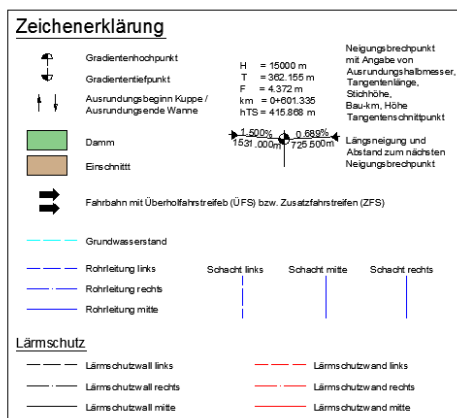 Zeichenerklärung
Gradientenhochpunkt
Gradiententiefpunkt
Ausrundungsbeginn Kuppe /
Ausrundungsende Wanne
H = 15000 m
T = 362.155 m
F = 4.372 m
km = 0+601.335
hTS = 415.868 m
Neigungsbrechpunkt
mit Angabe von
Ausrundungshalbmesser,
Tangentenlänge,
Stichhöhe,
Bau-km, Höhe
Tangentenschnittpunkt
Damm
Einschnittt
1.500% 0.689%
1531.000m 725.500m
Längsneigung und
Abstand zum nächsten
Neigungsbrechpunkt
Fahrbahn mit Überholfahrstreifeb (ÜFS) bzw. Zusatzfahrstreifen (ZFS)
Grundwasserstand
Rohrleitung links
Rohrleitung rechts
Rohrleitung mitte
Schacht links Schacht mitte Schacht rechts
Lärmschutz
Lärmschutzwall links
Lärmschutzwall rechts
Lärmschutzwall mitte
Lärmschutzwand links
Lärmschutzwand rechts
Lärmschutzwand mitte